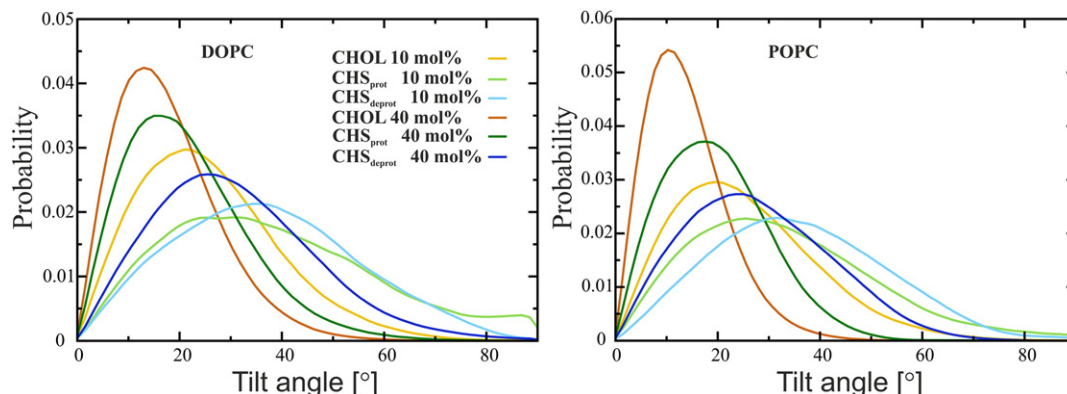 0.05
0.04
0.03
0.02
0.01
0
Probability
DOPC
CHOL 10 mol%
CHSprot 10 mol%
CHSdeprot 10 mol%
CHOL 40 mol%
CHSprot 40 mol%
CHSdeprot 40 mol%
0 20 40 60 80
Tilt angle [°]
0.06
0.05
0.04
0.03
0.02
0.01
0
Probability
POPC
0 20 40 60 80
Tilt angle [°]